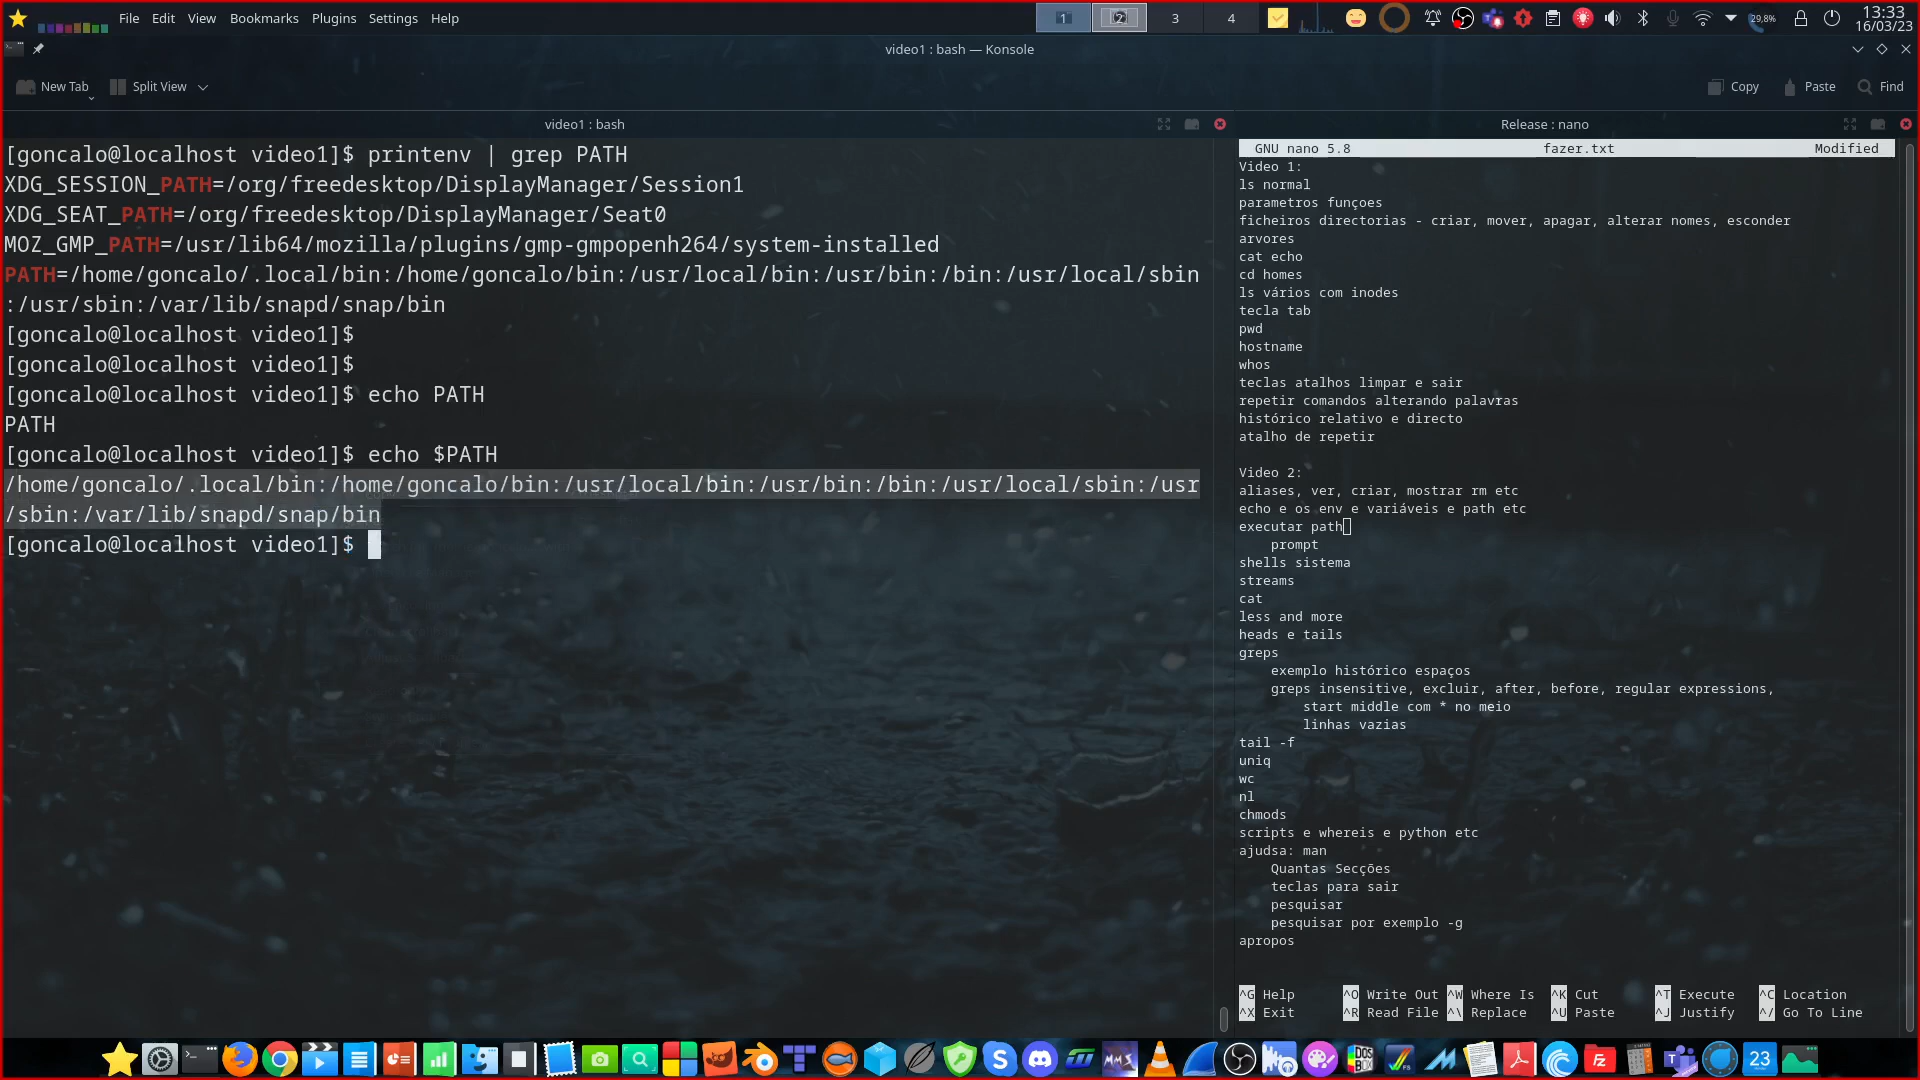 File Edit View Bookmarks Plugins Settings Help
1 2 3 4
29,8%
13:33
16/03/23
video1 : bash — Konsole
New Tab Split View Copy Paste Find
video1 : bash
[goncalo@localhost video1]$ printenv | grep PATH
XDG_SESSION_PATH=/org/freedesktop/DisplayManager/Session1
XDG_SEAT_PATH=/org/freedesktop/DisplayManager/Seat0
MOZ_GMP_PATH=/usr/lib64/mozilla/plugins/gmp-gmpopenh264/system-installed
PATH=/home/goncalo/.local/bin:/home/goncalo/bin:/usr/local/bin:/usr/bin:/bin:/usr/local/sbin
:/usr/sbin:/var/lib/snapd/snap/bin
[goncalo@localhost video1]$
[goncalo@localhost video1]$
[goncalo@localhost video1]$ echo PATH
PATH
[goncalo@localhost video1]$ echo $PATH
/home/goncalo/.local/bin:/home/goncalo/bin:/usr/local/bin:/usr/bin:/bin:/usr/local/sbin:/usr
/sbin:/var/lib/snapd/snap/bin
[goncalo@localhost video1]$
Release : nano
GNU nano 5.8 fazer.txt Modified
Video 1:
ls normal
parametros funçoes
ficheiros directorias - criar, mover, apagar, alterar nomes, esconder
arvores
cat echo
cd homes
ls vários com inodes
tecla tab
pwd
hostname
whos
teclas atalhos limpar e sair
repetir comandos alterando palavras
histórico relativo e directo
atalho de repetir
Video 2:
aliases, ver, criar, mostrar rm etc
echo e os env e variáveis e path etc
executar path
prompt
shells sistema
streams
cat
less and more
heads e tails
greps
exemplo histórico espaços
greps insensitive, excluir, after, before, regular expressions,
start middle com * no meio
linhas vazias
tail -f
uniq
wc
nl
chmods
scripts e whereis e python etc
ajudsa: man
Quantas Secções
teclas para sair
pesquisar
pesquisar por exemplo -g
apropos
^G Help ^O Write Out ^W Where Is ^K Cut ^T Execute ^C Location
^X Exit ^R Read File ^\ Replace ^U Paste ^J Justify ^/ Go To Line
23